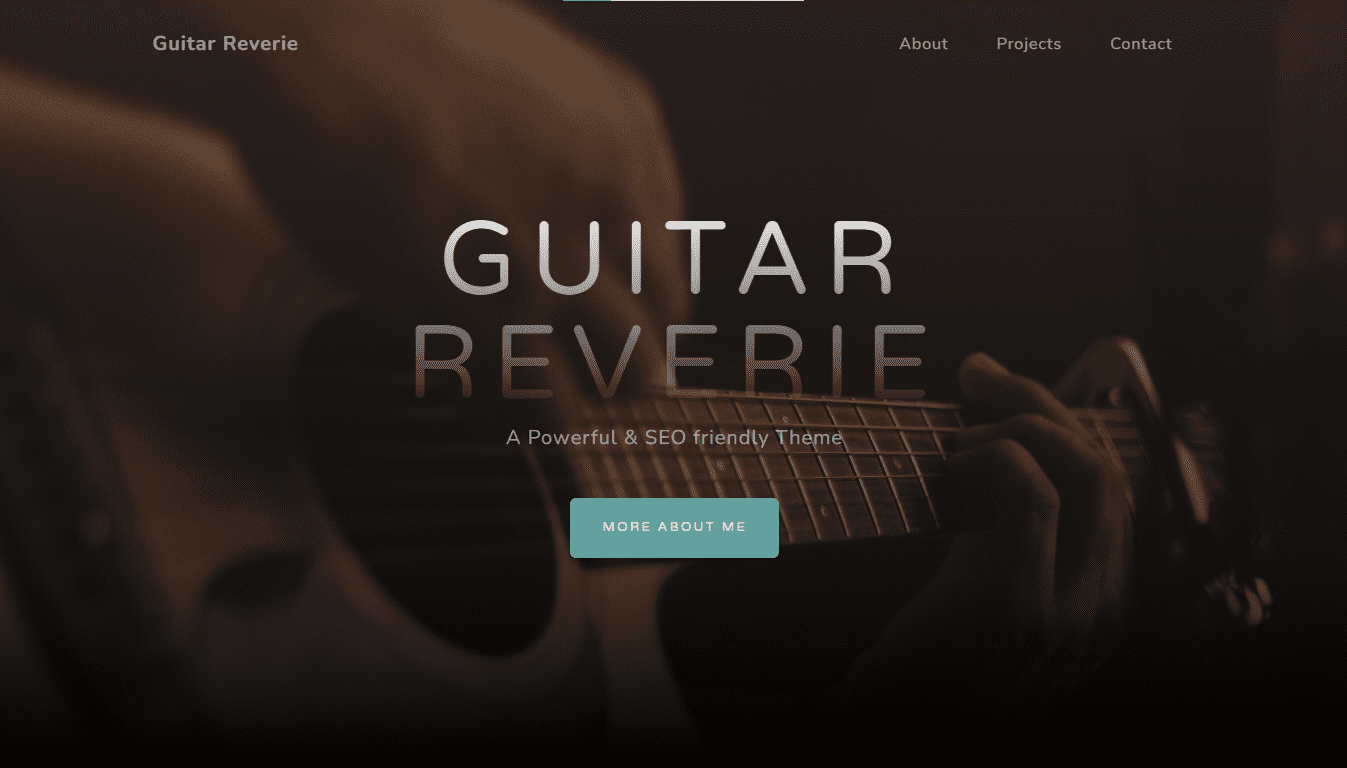 Guitar Reverie
About
Projects
Contact
GUITAR
REVERIE
A Powerful & SEO friendly Theme
MORE ABOUT ME